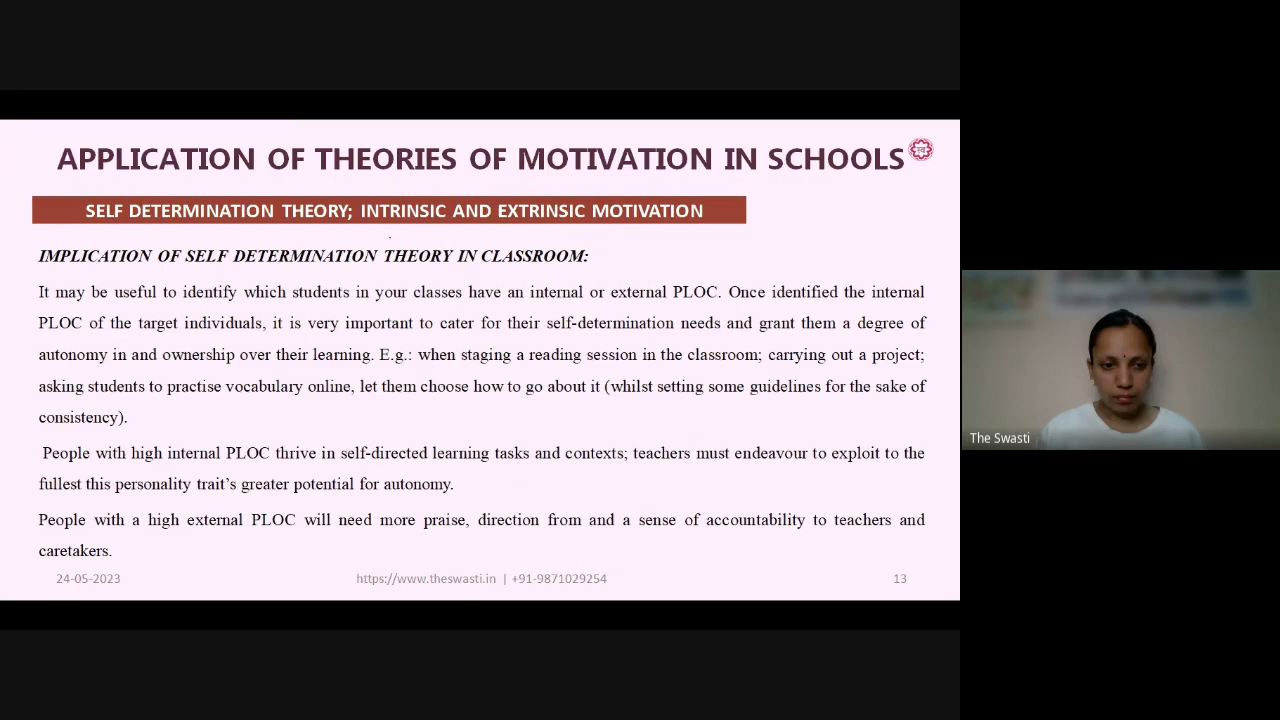 APPLICATION OF THEORIES OF MOTIVATION IN SCHOOLS
SELF DETERMINATION THEORY; INTRINSIC AND EXTRINSIC MOTIVATION
IMPLICATION OF SELF DETERMINATION THEORY IN CLASSROOM:
It may be useful to identify which students in your classes have an internal or external PLOC. Once identified the internal
PLOC of the target individuals, it is very important to cater for their self-determination needs and grant them a degree of
autonomy in and ownership over their learning. E.g.: when staging a reading session in the classroom; carrying out a project;
asking students to practise vocabulary online, let them choose how to go about it (whilst setting some guidelines for the sake of
consistency).
People with high internal PLOC thrive in self-directed learning tasks and contexts; teachers must endeavour to exploit to the
fullest this personality trait’s greater potential for autonomy.
People with a high external PLOC will need more praise, direction from and a sense of accountability to teachers and
caretakers.
24-05-2023 https://www.theswasti.in | +91-9871029254 13
The Swasti